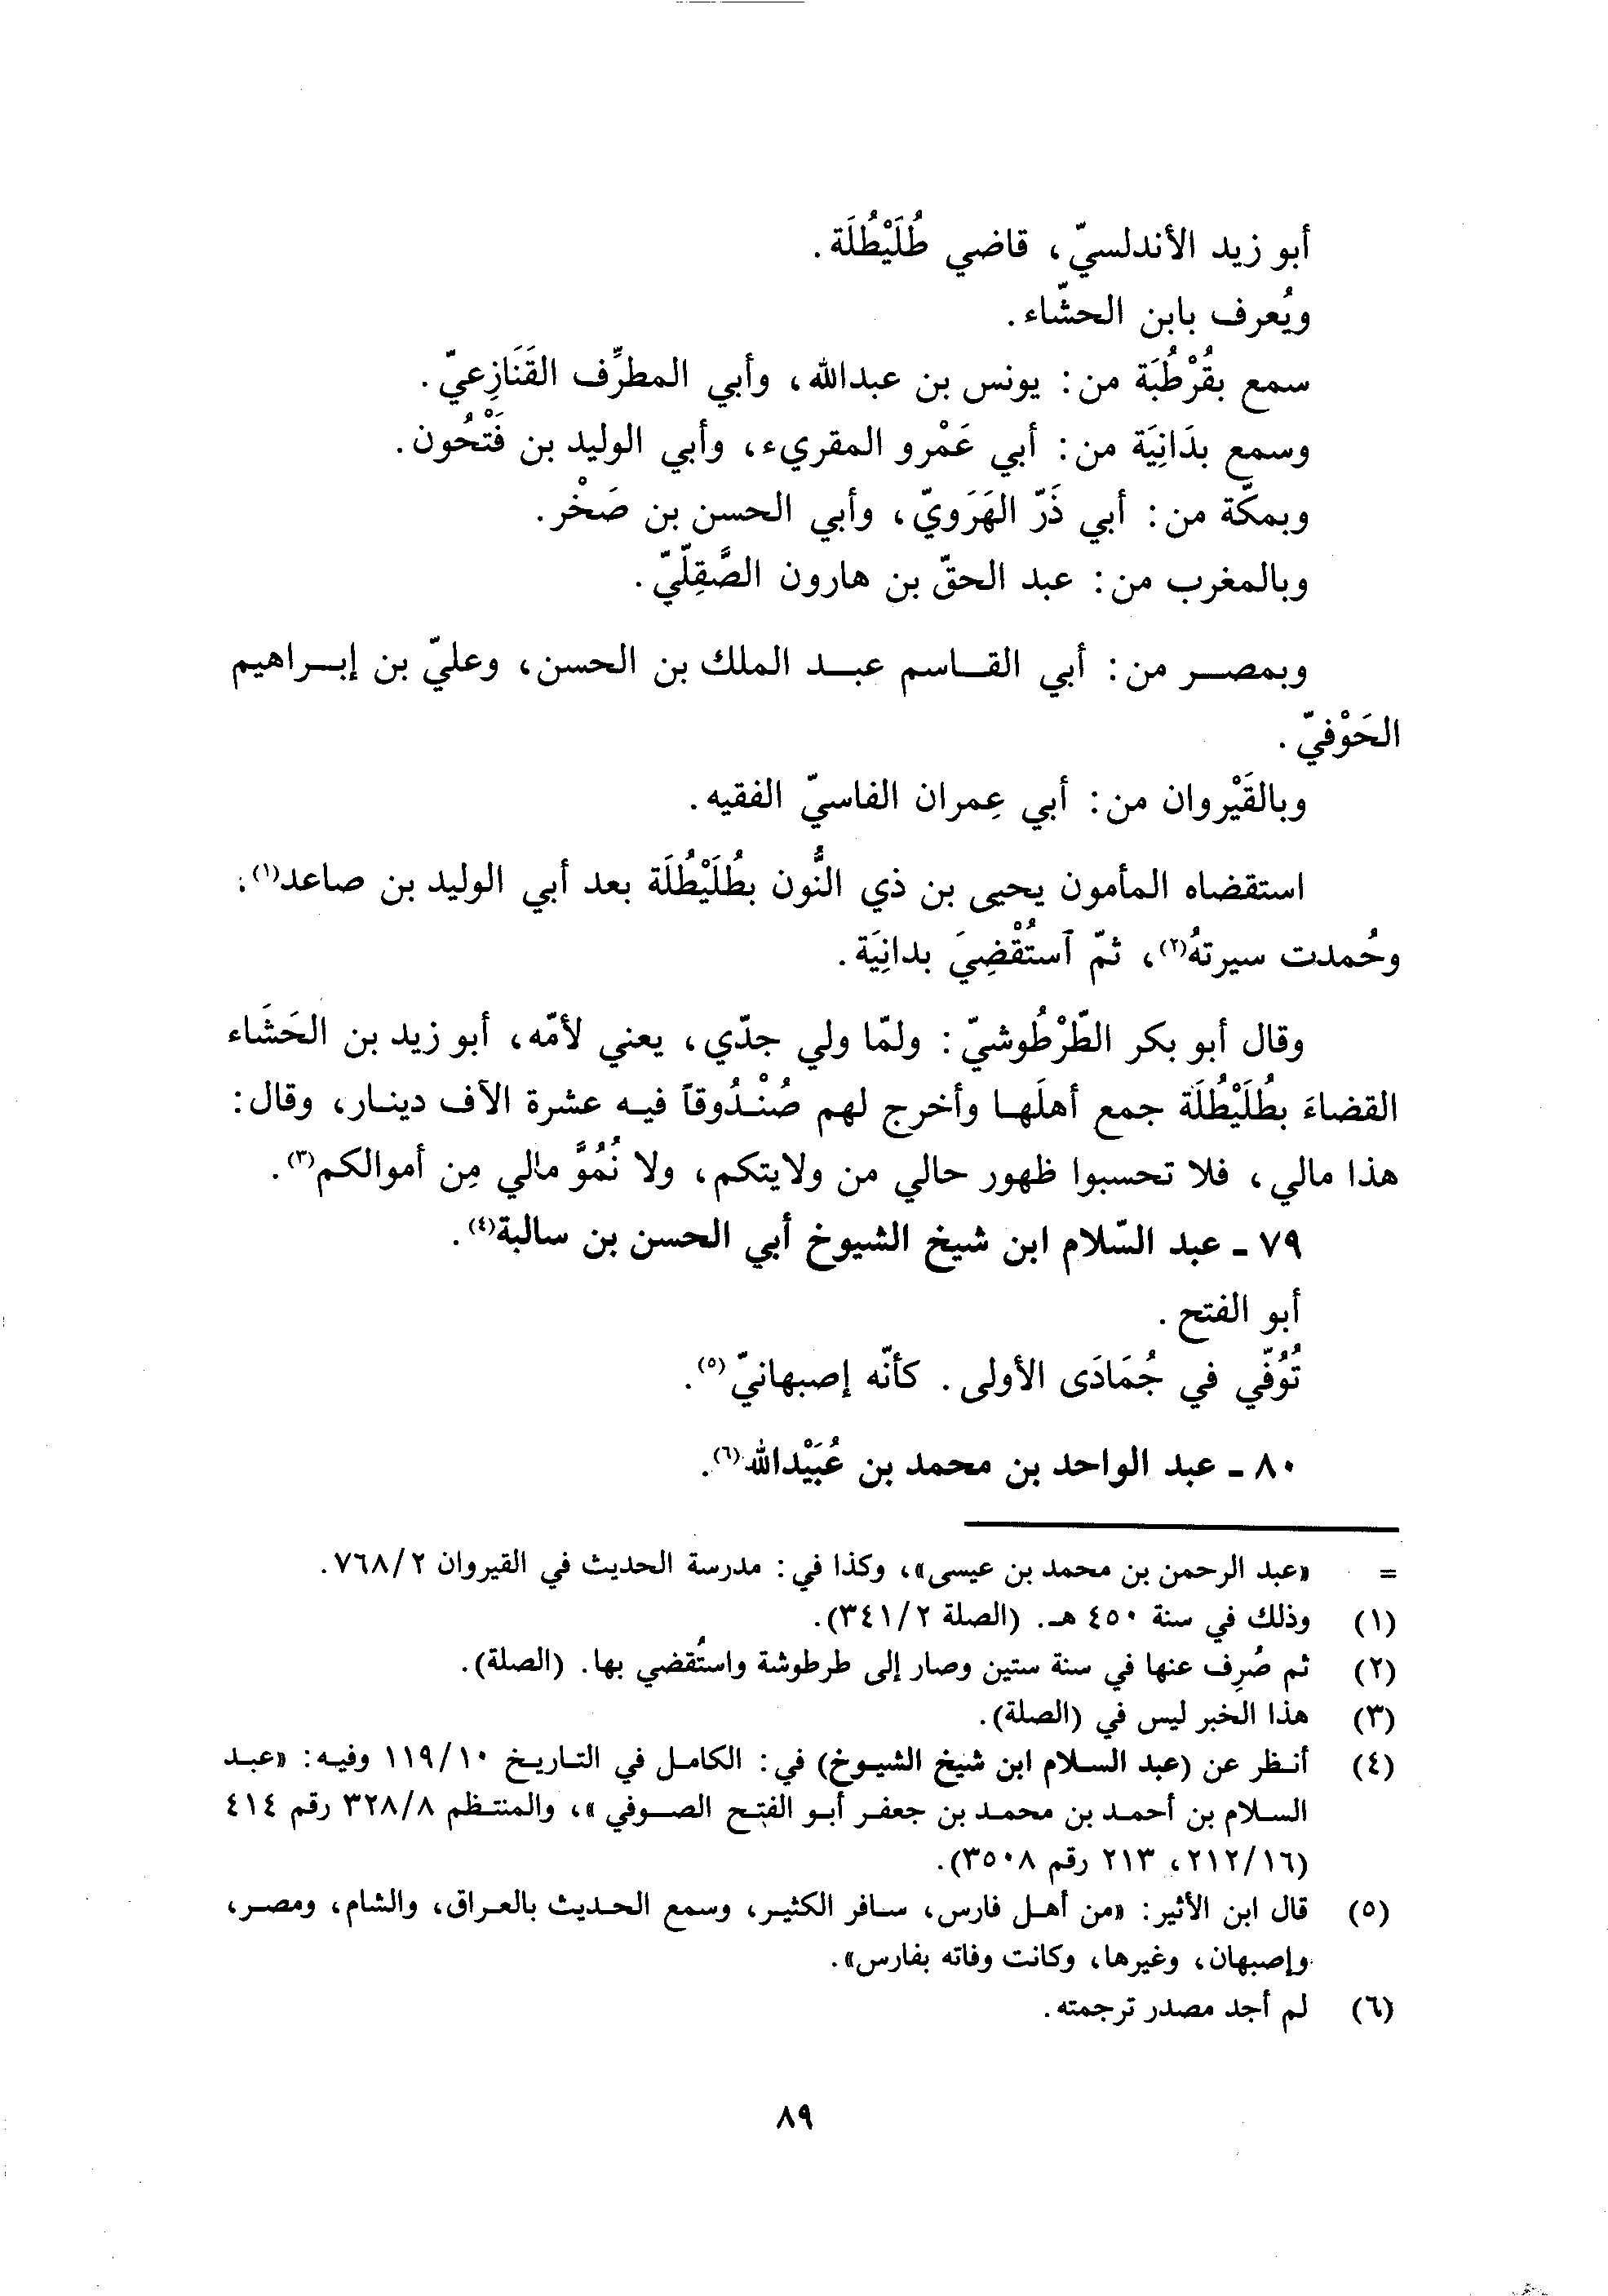 أبو زيد الأندلسيّ، قاضي طُلَيْطُلَة.
ويُعرف بابن الحشّاء.
سمع بقُرْطُبَة من: يونس بن عبدالله، وأبي المطرِّف القَنَازِعيّ.
وسمع بدَانِيَة من: أبي عَمْرو المقريء، وأبي الوليد بن فَتْحُون.
وبمكّة من: أبي ذَرّ الهَرَويّ، وأبي الحسن بن صَخْر.
وبالمغرب من: عبد الحقّ بن هارون الصَّقِلّيّ.
وبمصر من: أبي القاسم عبد الملك بن الحسن، وعليّ بن إبراهيم
الحَوْفيّ.
وبالقَيْروان من: أبي عِمران الفاسيّ الفقيه.
استقضاه المأمون يحيى بن ذي النُّون بطُلَيْطُلَة بعد أبي الوليد بن صاعد(١)،
وحُمدت سيرتهُ(٢)، ثمّ ٱستُقْضِيَ بدانِيَة.
وقال أبو بكر الطّرْطُوشيّ: ولمّا ولي جدّي، يعني لأمّه، أبو زيد بن الحَشَاء
القضاءَ بطُلَيْطُلَة جمع أهلَها وأخرج لهم صُنْدُوقاً فيه عشرة الآف دينار، وقال:
هذا مالي، فلا تحسبوا ظهور حالي من ولايتكم، ولا نُمُوَّ مالي مِن أموالكم(٣).
٧٩ - عبد السّلام ابن شيخ الشيوخ أبي الحسن بن سالبة(٤).
أبو الفتح.
تُوُفّي في جُمَادَى الأولى. كأنّه إصبهانيّ(٥).
٨٠ - عبد الواحد بن محمد بن عُبَيْدالله(٦).
= «عبد الرحمن بن محمد بن عيسى»، وكذا في: مدرسة الحديث في القيروان ٧٦٨/٢.
(١) وذلك في سنة ٤٥٠ هـ. (الصلة ٣٤١/٢).
(٢) ثم صُرِف عنها في سنة ستين وصار إلى طرطوشة واستُقضي بها. (الصلة).
(٣) هذا الخبر ليس في (الصلة).
(٤) أنظر عن (عبد السلام ابن شيخ الشيوخ) في: الكامل في التاريخ ١١٩/١٠ وفيه: «عبد
السلام بن أحمد بن محمد بن جعفر أبو الفتح الصوفي»، والمنتظم ٣٢٨/٨ رقم ٤١٤
(٢١٢/١٦، ٢١٣ رقم ٣٥٠٨).
(٥) قال ابن الأثير: «من أهل فارس، سافر الكثير، وسمع الحديث بالعراق، والشام، ومصر،
وإصبهان، وغيرها، وكانت وفاته بفارس».
(٦) لم أجد مصدر ترجمته.
٨٩